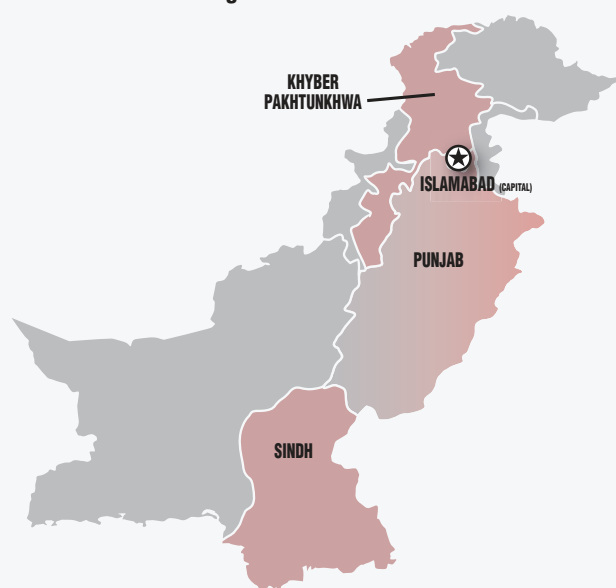 KHYBER
PAKHTUNKHWA
ISLAMABAD (CAPITAL)
PUNJAB
SINDH